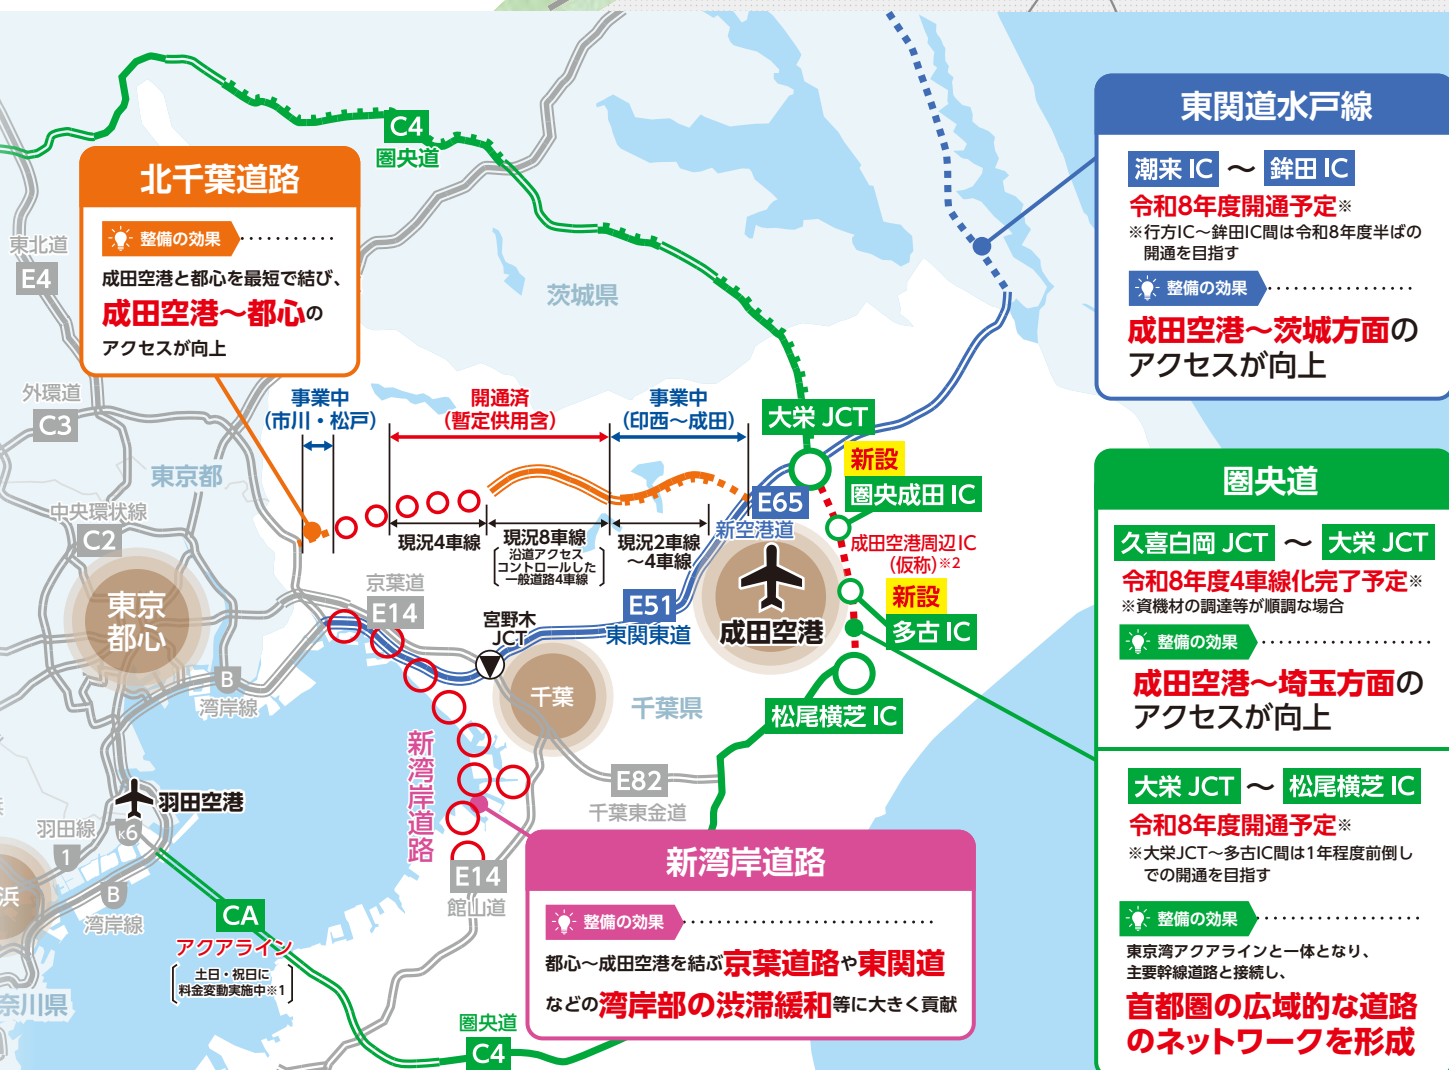 東関道水戸線
潮来 IC ～ 鉾田 IC
令和8年度開通予定※
※行方IC～鉾田IC間は令和8年度半ばの
開通を目指す
整備の効果
成田空港～茨城方面の
アクセスが向上
C4
圏央道
北千葉道路
整備の効果
成田空港と都心を最短で結び、
成田空港～都心の
アクセスが向上
東北道
E4
茨城県
外環道
C3
東京都
中央環状線
C2
東京
都心
事業中
（市川・松戸）
開通済
（暫定供用含）
事業中
（印西～成田）
現況4車線
現況8車線
沿道アクセス
コントロールした
一般道路4車線
現況2車線
～4車線
大栄 JCT
新設
圏央成田 IC
E65
新空港道
成田空港周辺IC
（仮称）※2
新設
多古 IC
成田空港
松尾横芝 IC
京葉道
E14
宮野木
JCT
E51
東関東道
千葉
千葉県
B
湾岸線
新湾岸道路
E82
千葉東金道
羽田空港
羽田線
1
K6
B
湾岸線
浜
奈川県
CA
アクアライン
土日・祝日に
料金変動実施中※1
E14
館山道
圏央道
C4
新湾岸道路
整備の効果
都心～成田空港を結ぶ京葉道路や東関道
などの湾岸部の渋滞緩和等に大きく貢献
圏央道
久喜白岡 JCT ～ 大栄 JCT
令和8年度4車線化完了予定※
※資機材の調達等が順調な場合
整備の効果
成田空港～埼玉方面の
アクセスが向上
大栄 JCT ～ 松尾横芝 IC
令和8年度開通予定※
※大栄JCT～多古IC間は1年程度前倒し
での開通を目指す
整備の効果
東京湾アクアラインと一体となり、
主要幹線道路と接続し、
首都圏の広域的な道路
のネットワークを形成